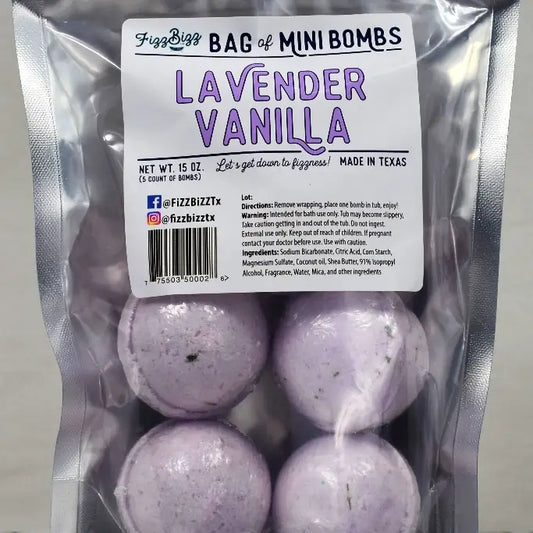 FizzBizz BAG of MINI BOMBS
LAVENDER
VANILLA
NET WT. 15 OZ. Let's get down to fizzness! MADE IN TEXAS
(5 COUNT OF BOMBS)
@FiZZBiZZTx
@fizzbizztx
Lot:
Directions: Remove wrapping, place one bomb in tub, enjoy!
Warning: Intended for bath use only. Tub may become slippery,
Take caution getting in and out of the tub. Do not ingest.
External use only. Keep out of reach of children. If pregnant
contact your doctor before use. Use with caution.
Ingredients: Sodium Bicarbonate, Citric Acid, Corn Starch,
Magnesium Sulfate, Coconut oil, Shea Butter, 91% Isopropyl
Alcohol, Fragrance, Water, Mica, and other ingredients
7 75503 50002 6>